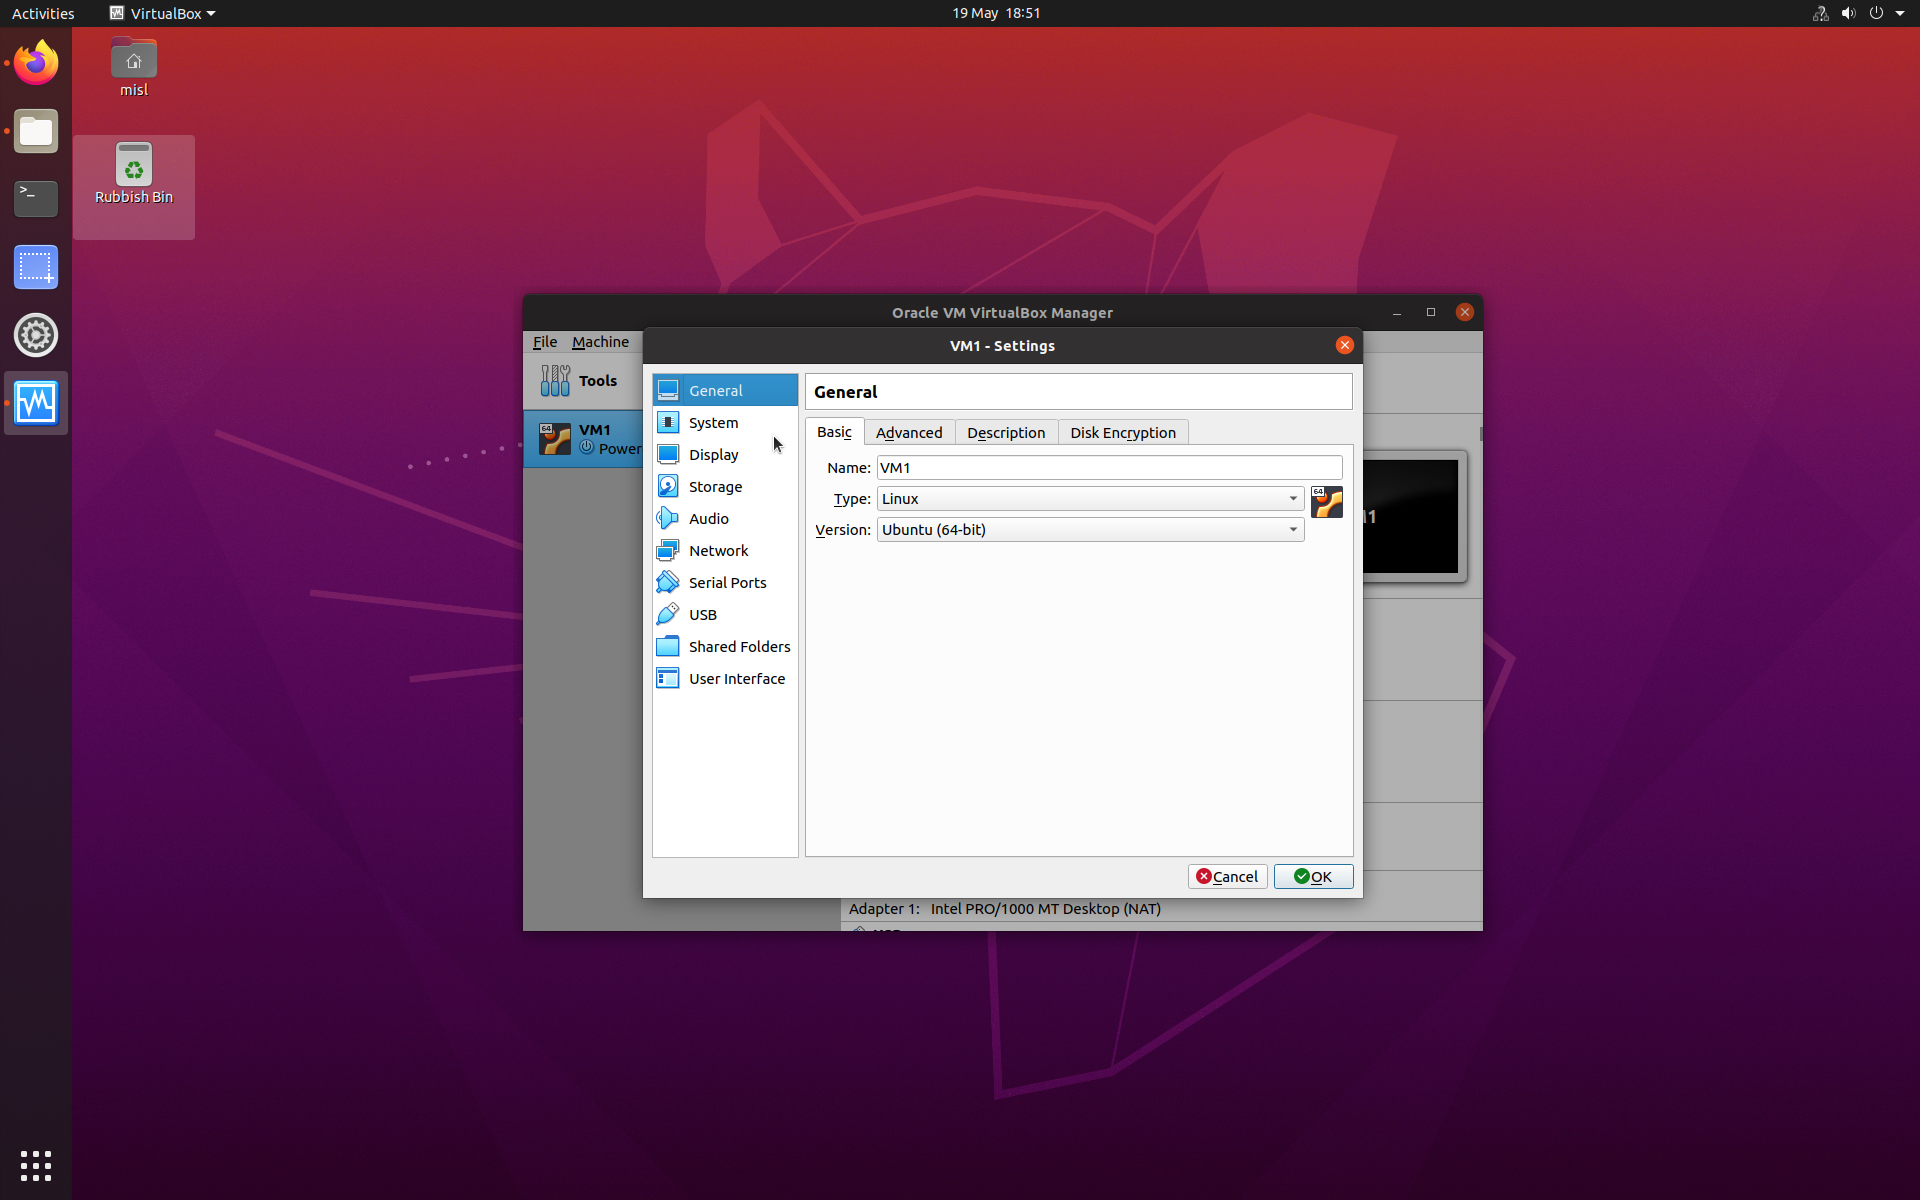 Activities VirtualBox 19 May 18:51
misl
Rubbish Bin
Oracle VM VirtualBox Manager
File Machine
VM1 - Settings
Tools
64
VM1
Power
General
System
Display
Storage
Audio
Network
Serial Ports
USB
Shared Folders
User Interface
General
Basic Advanced Description Disk Encryption
Name: VM1
Type: Linux
64
Version: Ubuntu (64-bit)
Cancel OK
Adapter 1: Intel PRO/1000 MT Desktop (NAT)